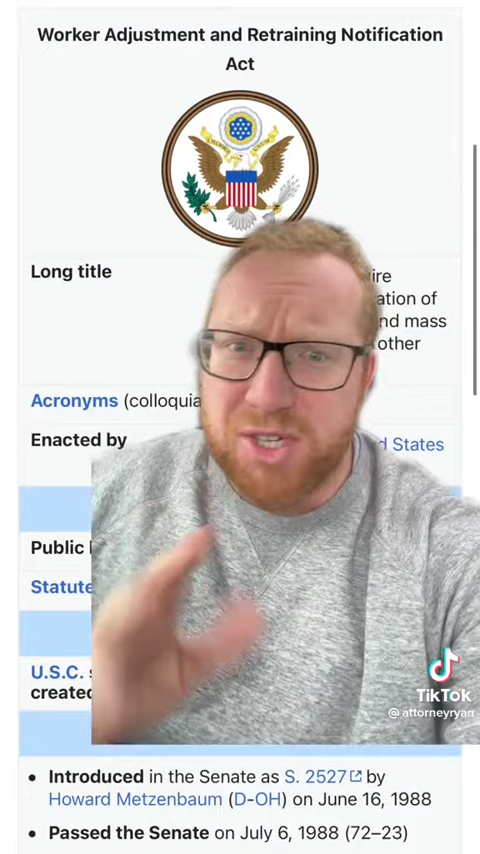 Worker Adjustment and Retraining Notification
Act
Long title
ire
ation of
nd mass
other
Acronyms (colloquia
Enacted by
d States
Public
Statute
U.S.C.
created
TikTok
@attorneyryan
• Introduced in the Senate as S. 2527 by
Howard Metzenbaum (D-OH) on June 16, 1988
• Passed the Senate on July 6, 1988 (72–23)